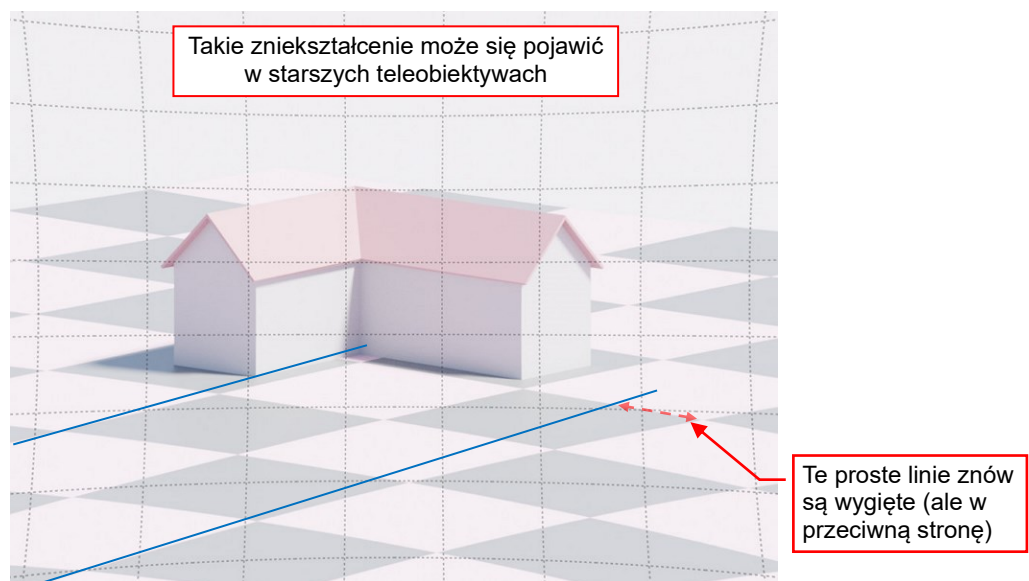 Takie zniekształcenie może się pojawić
w starszych teleobiektywach
Te proste linie znów
są wygięte (ale w
przeciwną stronę)